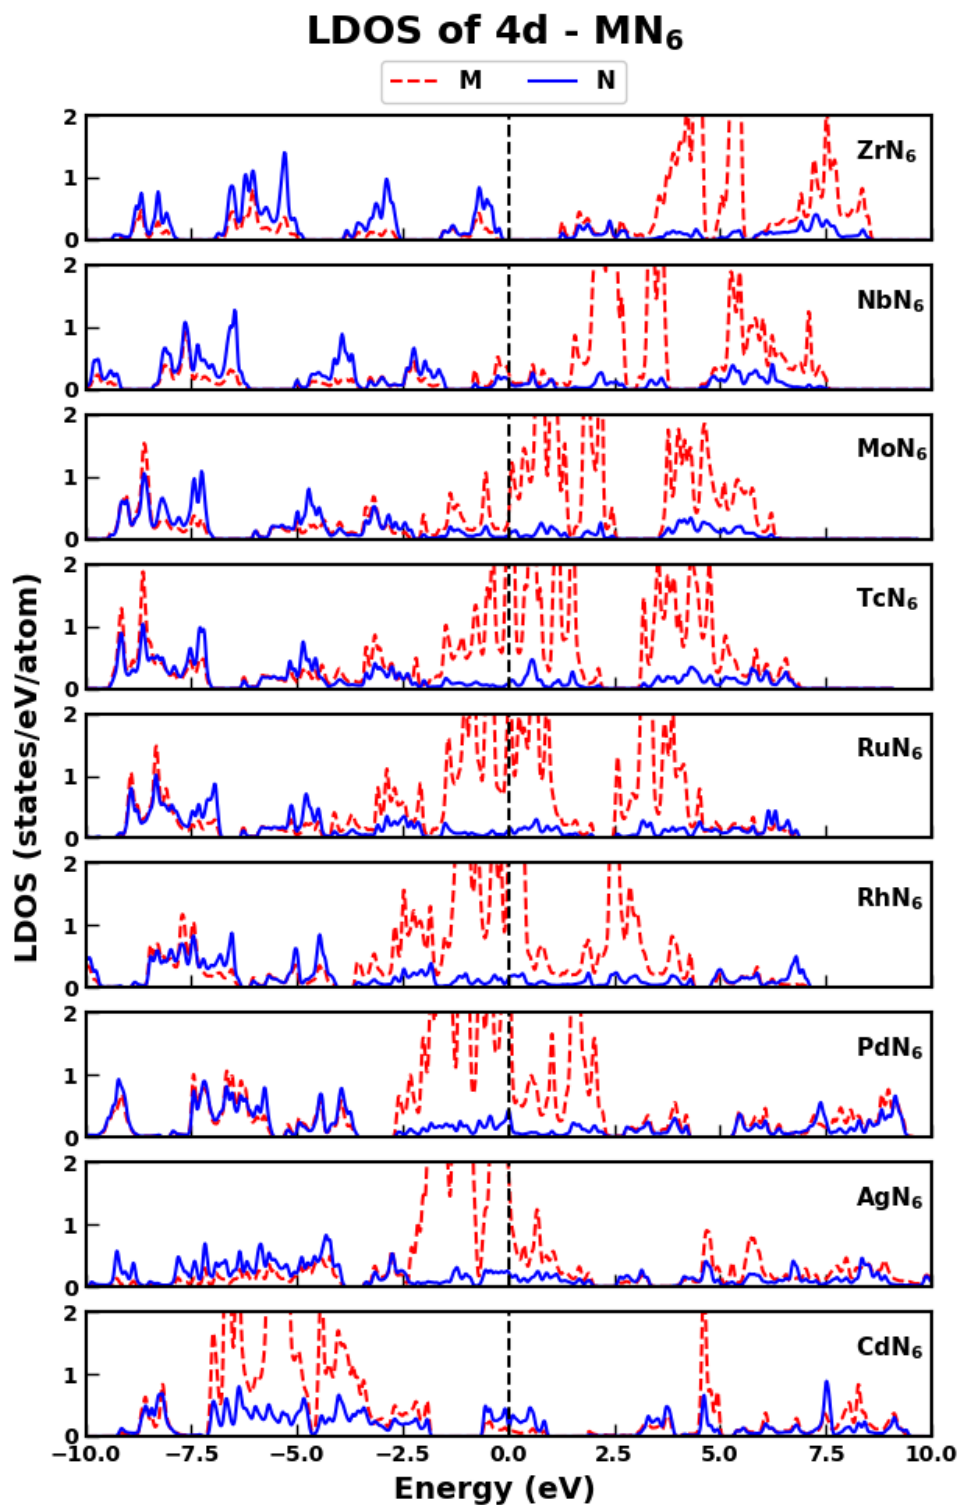 LDOS of 4d - MN₆
M N
2
1
0
ZrN₆
2
1
0
NbN₆
2
1
0
MoN₆
2
1
0
TcN₆
2
1
0
RuN₆
2
1
0
RhN₆
2
1
0
PdN₆
2
1
0
AgN₆
2
1
0
CdN₆
LDOS (states/eV/atom)
−10.0 −7.5 −5.0 −2.5 0.0 2.5 5.0 7.5 10.0
Energy (eV)